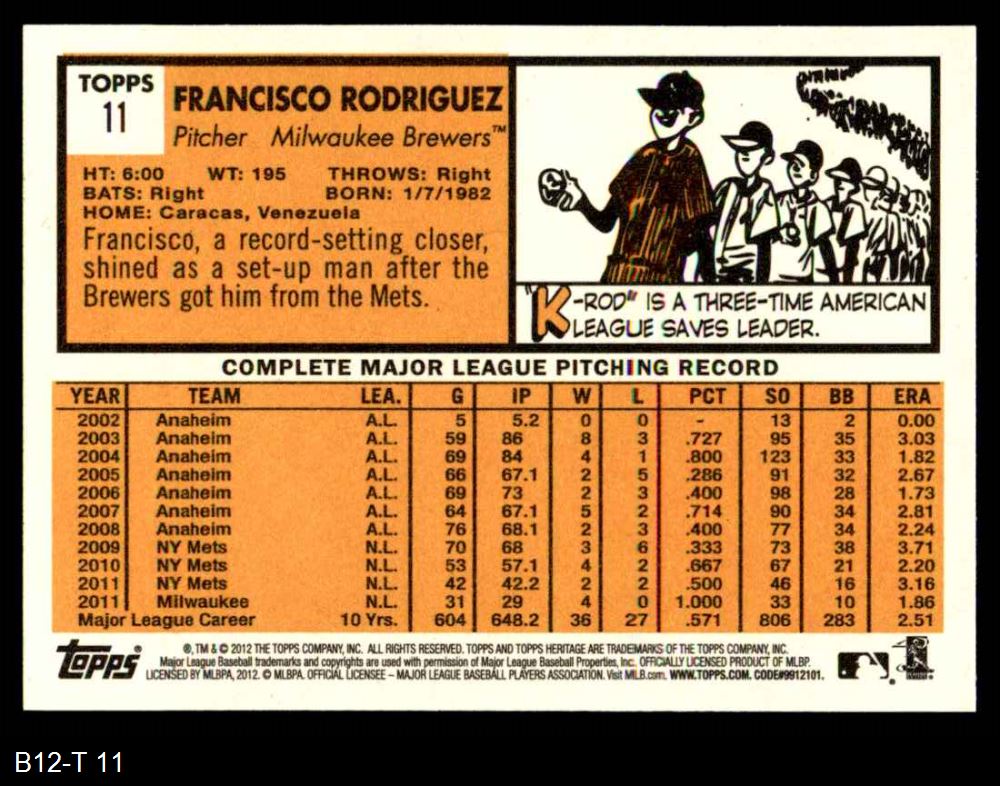 TOPPS
11
FRANCISCO RODRIGUEZ
Pitcher Milwaukee Brewers™
HT: 6:00 WT: 195 THROWS: Right
BATS: Right BORN: 1/7/1982
HOME: Caracas, Venezuela
Francisco, a record-setting closer,
shined as a set-up man after the
Brewers got him from the Mets.
"K-ROD" IS A THREE-TIME AMERICAN
LEAGUE SAVES LEADER.
COMPLETE MAJOR LEAGUE PITCHING RECORD
YEAR TEAM LEA. G IP W L PCT SO BB ERA
2002 Anaheim A.L. 5 5.2 0 0 - 13 2 0.00
2003 Anaheim A.L. 59 86 8 3 .727 95 35 3.03
2004 Anaheim A.L. 69 84 4 1 .800 123 33 1.82
2005 Anaheim A.L. 66 67.1 2 5 .286 91 32 2.67
2006 Anaheim A.L. 69 73 2 3 .400 98 28 1.73
2007 Anaheim A.L. 64 67.1 5 2 .714 90 34 2.81
2008 Anaheim A.L. 76 68.1 2 3 .400 77 34 2.24
2009 NY Mets N.L. 70 68 3 6 .333 73 38 3.71
2010 NY Mets N.L. 53 57.1 4 2 .667 67 21 2.20
2011 NY Mets N.L. 42 42.2 2 2 .500 46 16 3.16
2011 Milwaukee N.L. 31 29 4 0 1.000 33 10 1.86
Major League Career 10 Yrs. 604 648.2 36 27 .571 806 283 2.51
topps®
®, TM & © 2012 THE TOPPS COMPANY, INC. ALL RIGHTS RESERVED. TOPPS AND TOPPS HERITAGE ARE TRADEMARKS OF THE TOPPS COMPANY, INC.
Major League Baseball trademarks and copyrights are used with permission of Major League Baseball Properties, Inc. OFFICIALLY LICENSED PRODUCT OF MLBP.
LICENSED BY MLBPA, 2012. © MLBPA. OFFICIAL LICENSEE – MAJOR LEAGUE BASEBALL PLAYERS ASSOCIATION. Visit MLB.com. WWW.TOPPS.COM. CODE#9912101.
B12-T 11